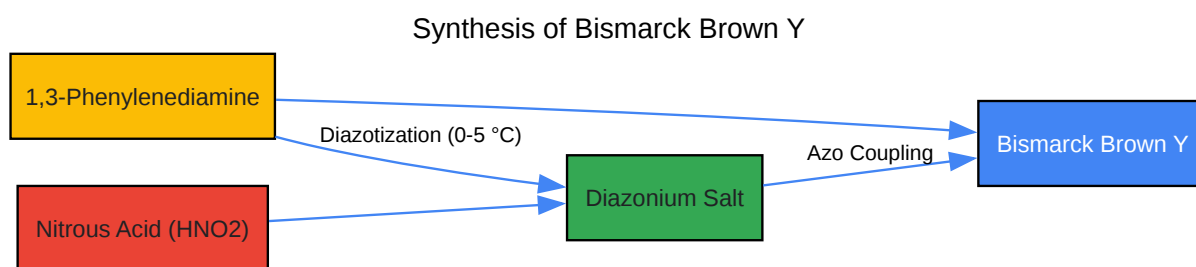 Synthesis of Bismarck Brown Y
1,3-Phenylenediamine
Diazotization (0-5 °C)
Azo Coupling
Bismarck Brown Y
Nitrous Acid (HNO2)
Diazonium Salt